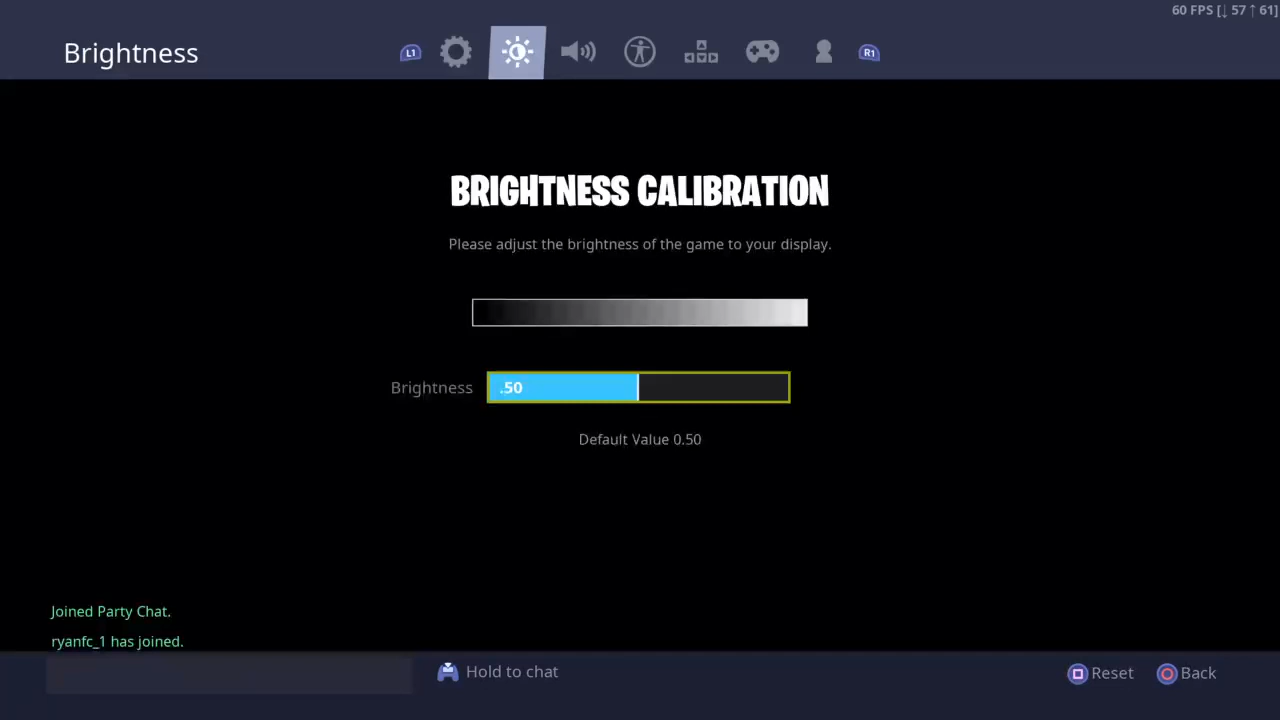 60 FPS [↓ 57 ↑ 61]
Brightness
L1
R1
BRIGHTNESS CALIBRATION
Please adjust the brightness of the game to your display.
Brightness
.50
Default Value 0.50
Joined Party Chat.
ryanfc_1 has joined.
Hold to chat
Reset
Back